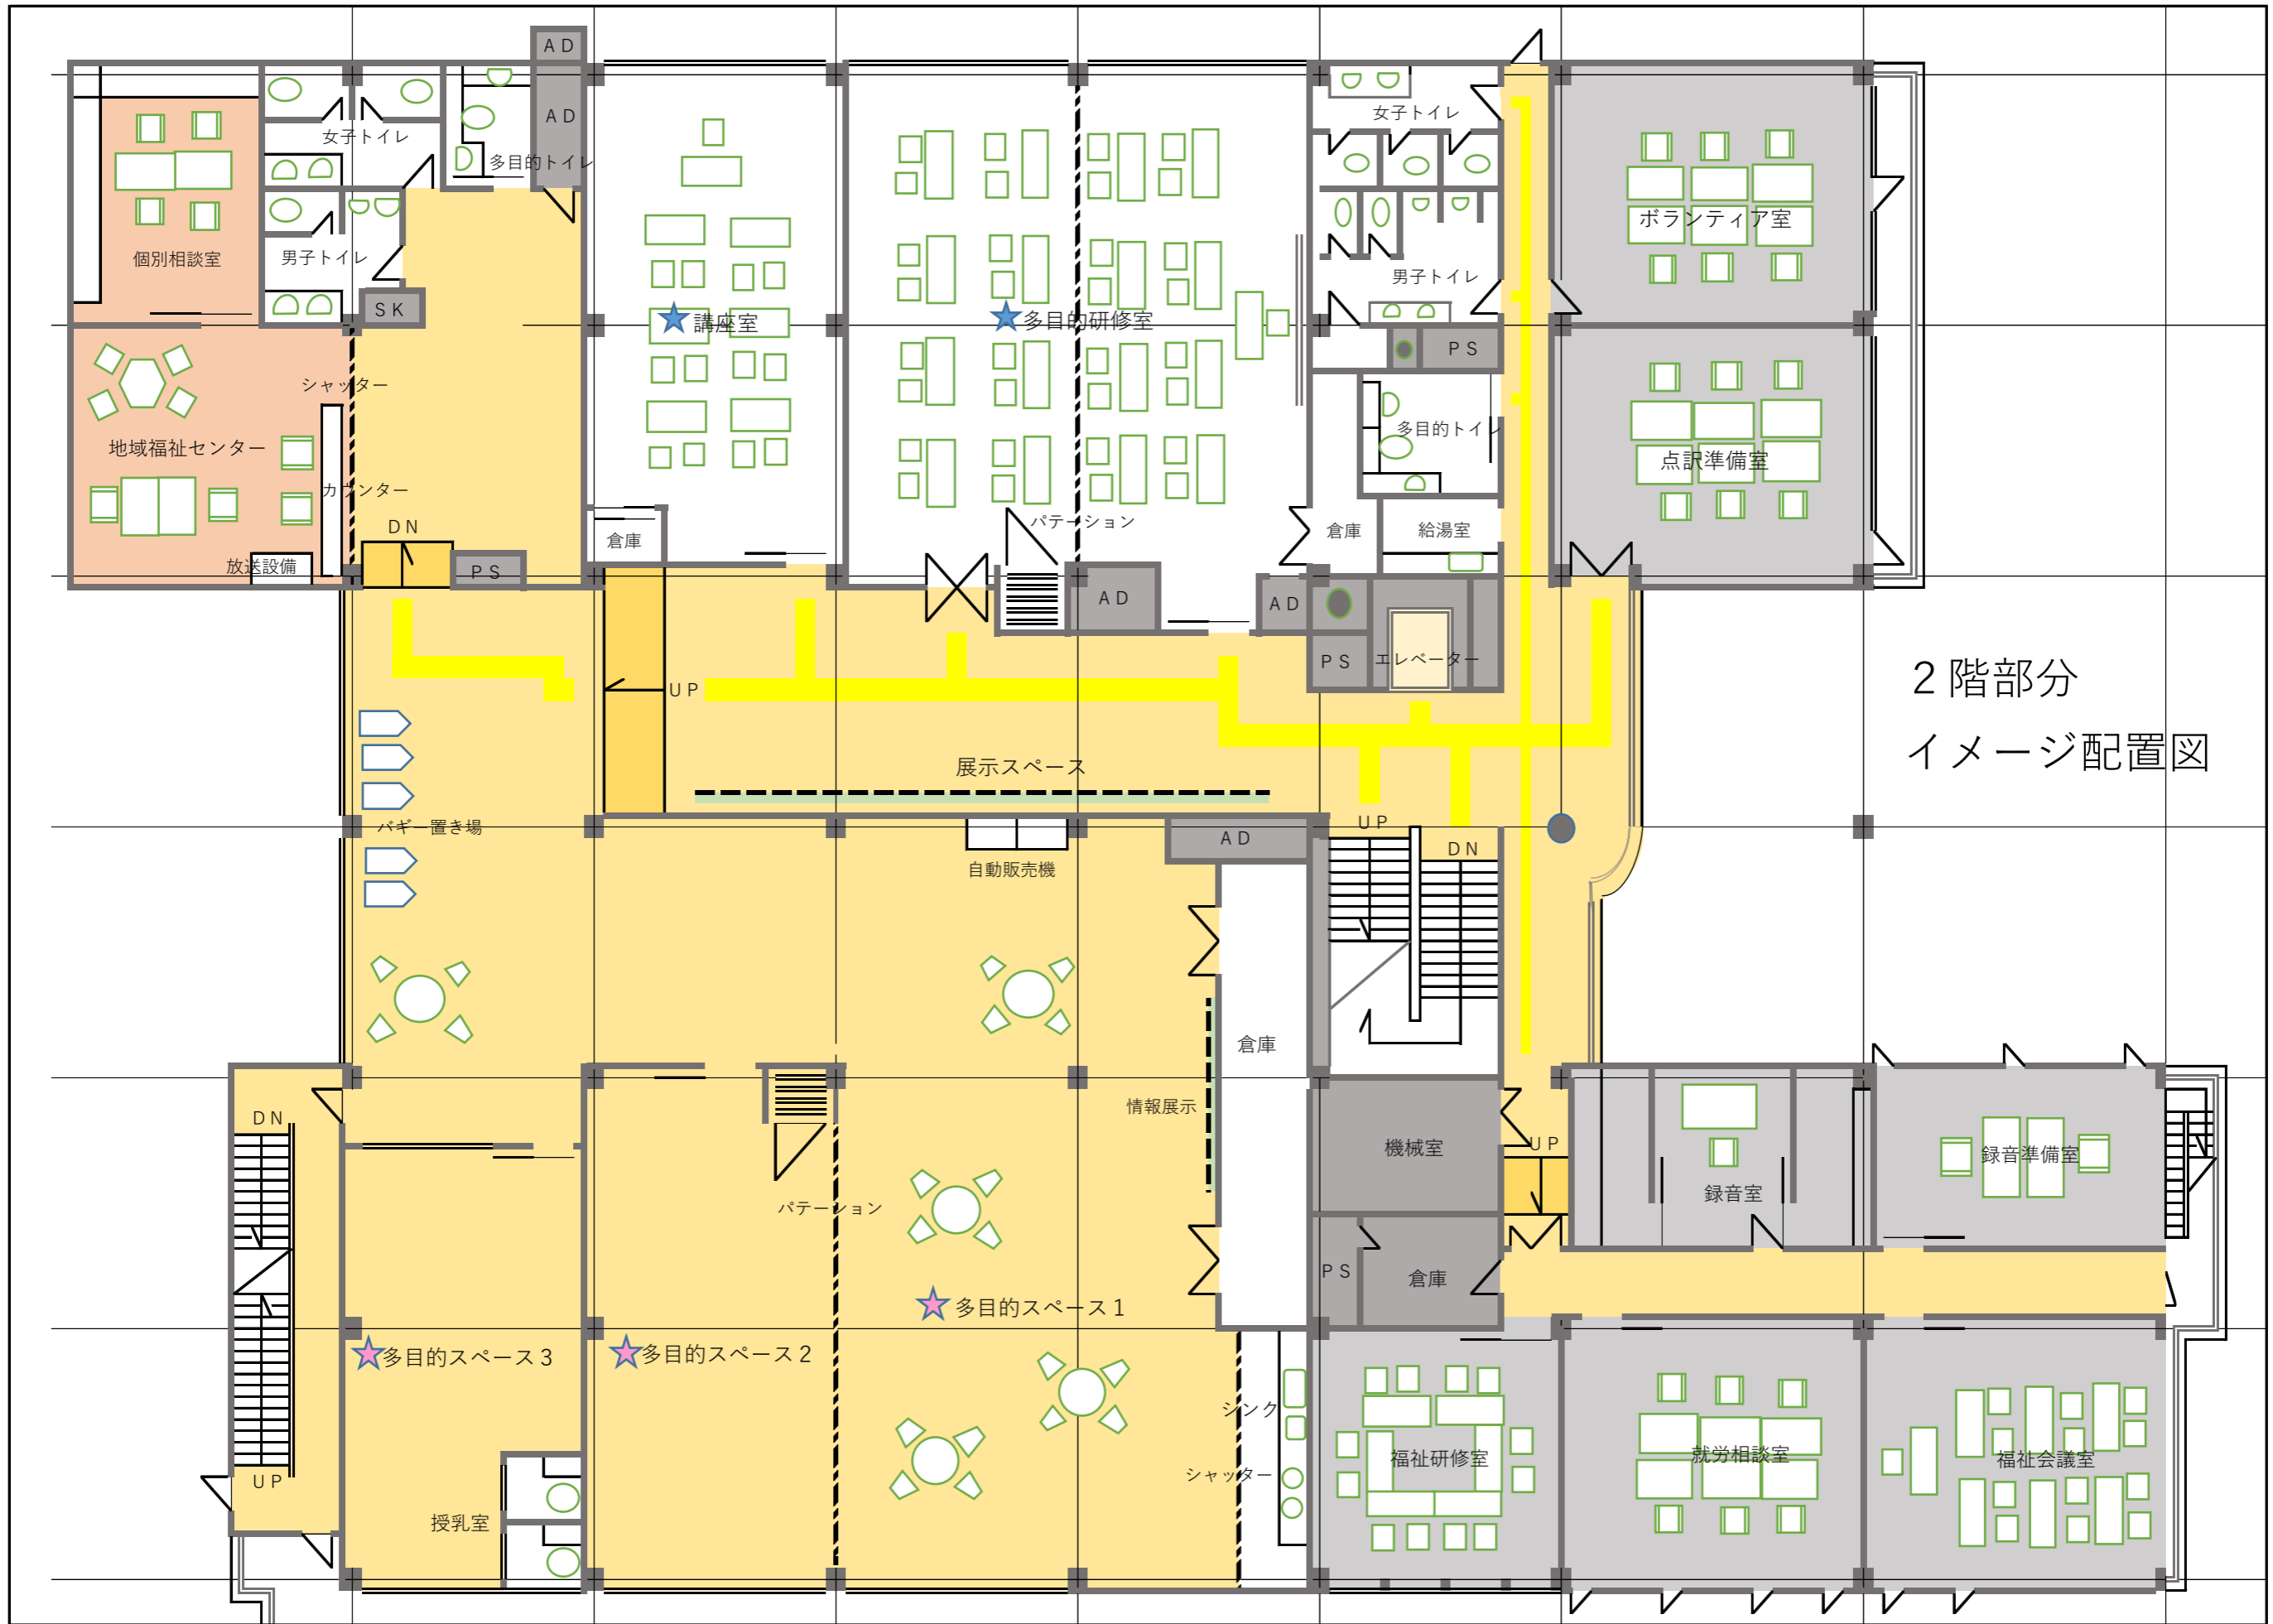 ＡＤ
ＡＤ
女子トイレ
多目的トイレ
女子トイレ
ボランティア室
個別相談室
男子トイレ
男子トイレ
ＳＫ
講座室
多目的研修室
ＰＳ
シャッター
多目的トイレ
地域福祉センター
点訳準備室
カウンター
ＤＮ
パテーション
倉庫
倉庫
給湯室
放送設備
ＰＳ
ＡＤ
ＡＤ
ＰＳ
エレベーター
ＵＰ
２階部分
イメージ配置図
展示スペース
バギー置き場
ＵＰ
ＡＤ
ＤＮ
自動販売機
倉庫
情報展示
ＤＮ
機械室
ＵＰ
録音準備室
録音室
パテーション
ＰＳ
倉庫
多目的スペース１
多目的スペース３
多目的スペース２
シンク
福祉研修室
就労相談室
福祉会議室
シャッター
ＵＰ
授乳室